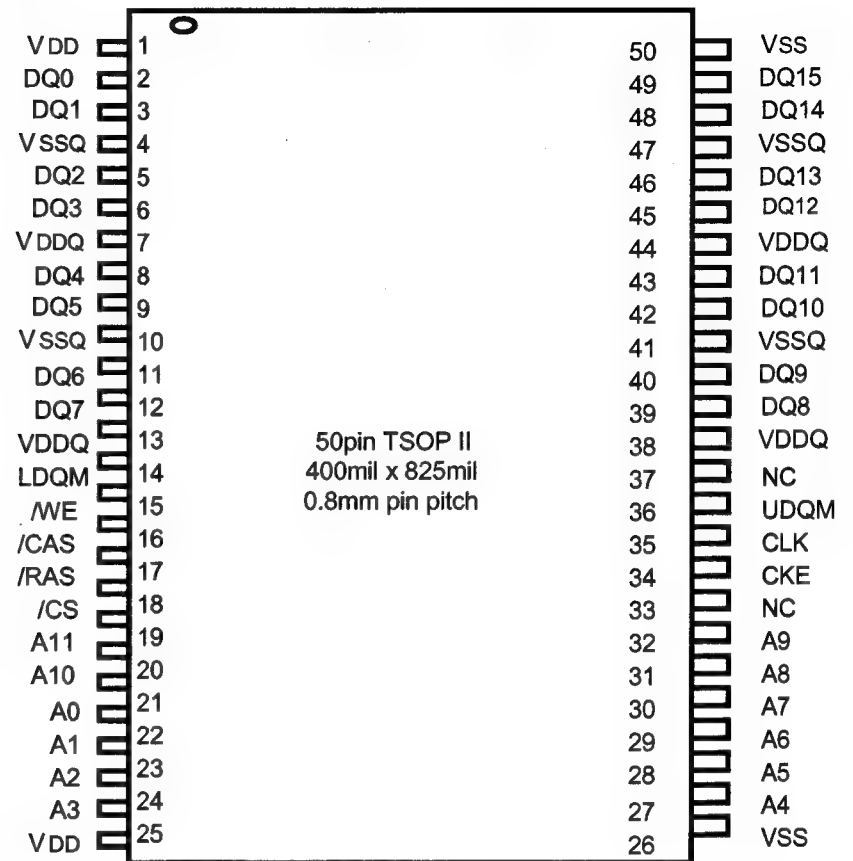 VDD 1 50 VSS
DQ0 2 49 DQ15
DQ1 3 48 DQ14
VSSQ 4 47 VSSQ
DQ2 5 46 DQ13
DQ3 6 45 DQ12
VDDQ 7 44 VDDQ
DQ4 8 43 DQ11
DQ5 9 42 DQ10
VSSQ 10 41 VSSQ
DQ6 11 40 DQ9
DQ7 12 39 DQ8
VDDQ 13 50pin TSOP II 38 VDDQ
LDQM 14 400mil x 825mil 37 NC
/WE 15 0.8mm pin pitch 36 UDQM
/CAS 16 35 CLK
/RAS 17 34 CKE
/CS 18 33 NC
A11 19 32 A9
A10 20 31 A8
A0 21 30 A7
A1 22 29 A6
A2 23 28 A5
A3 24 27 A4
VDD 25 26 VSS